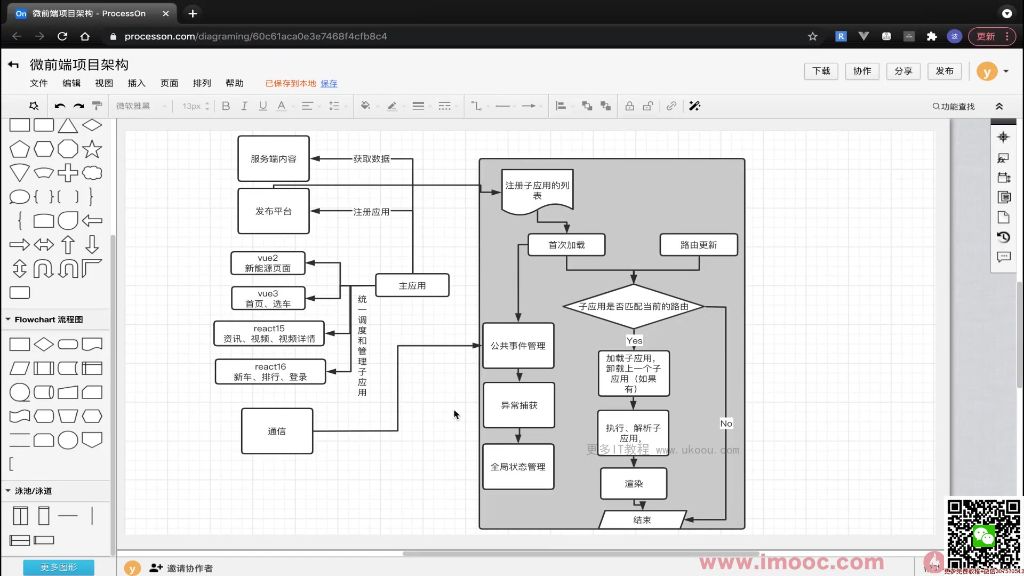 On 微前端项目架构 - ProcessOn
processon.com/diagraming/60c61aca0e3e7468f4cfb8c4
更新
微前端项目架构
文件 编辑 视图 插入 页面 排列 帮助 已保存到本地 保存
下载 协作 分享 发布 y
微软雅黑 13px B I U A
功能查找
服务端内容
获取数据
发布平台
注册应用
vue2
新能源页面
vue3
首页、选车
主应用
react15
资讯、视频、视频详情
react16
新车、排行、登录
统一调度和管理子应用
通信
注册子应用的列
表
首次加载
路由更新
子应用是否匹配当前的路由
Yes
公共事件管理
加载子应用，
卸载上一个子
应用（如果
有）
异常捕获
No
执行、解析子
应用，
更多IT教程 www.ukoou.com
全局状态管理
渲染
结束
Flowchart 流程图
泳池/泳道
更多图形
y 邀请协作者
www.imooc.com